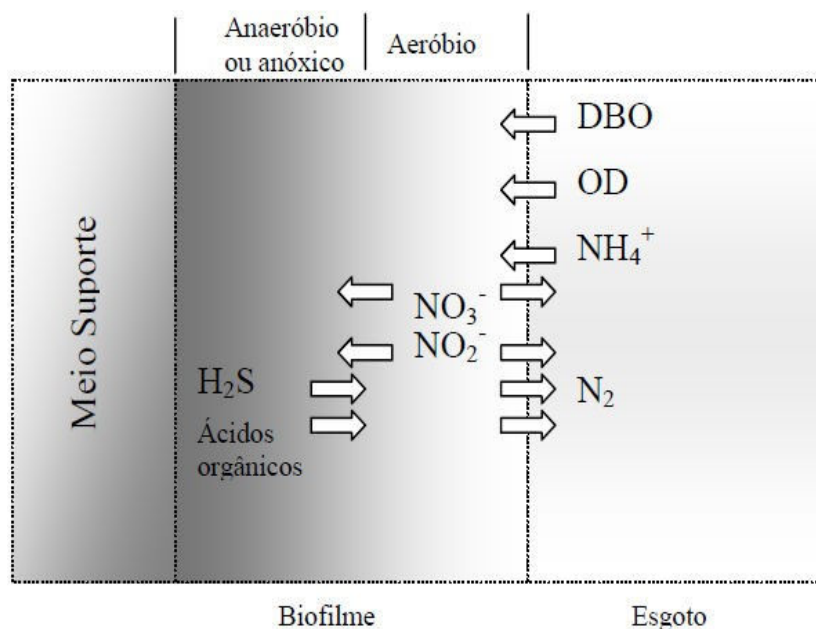 Anaeróbio
ou anóxico
Aeróbio
DBO
OD
NH₄⁺
NO₃⁻
NO₂⁻
N₂
H₂S
Ácidos
orgânicos
Meio Suporte
Biofilme
Esgoto